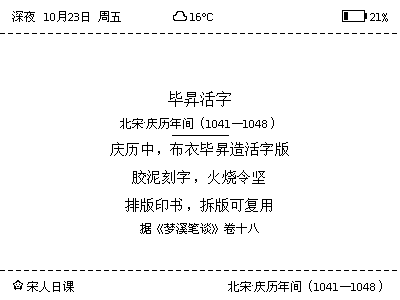 深夜 10月23日 周五 16°C 21%
毕昇活字
北宋·庆历年间（1041—1048）
庆历中，布衣毕昇造活字版
胶泥刻字，火烧令坚
排版印书，拆版可复用
据《梦溪笔谈》卷十八
宋人日课 北宋·庆历年间（1041—1048）